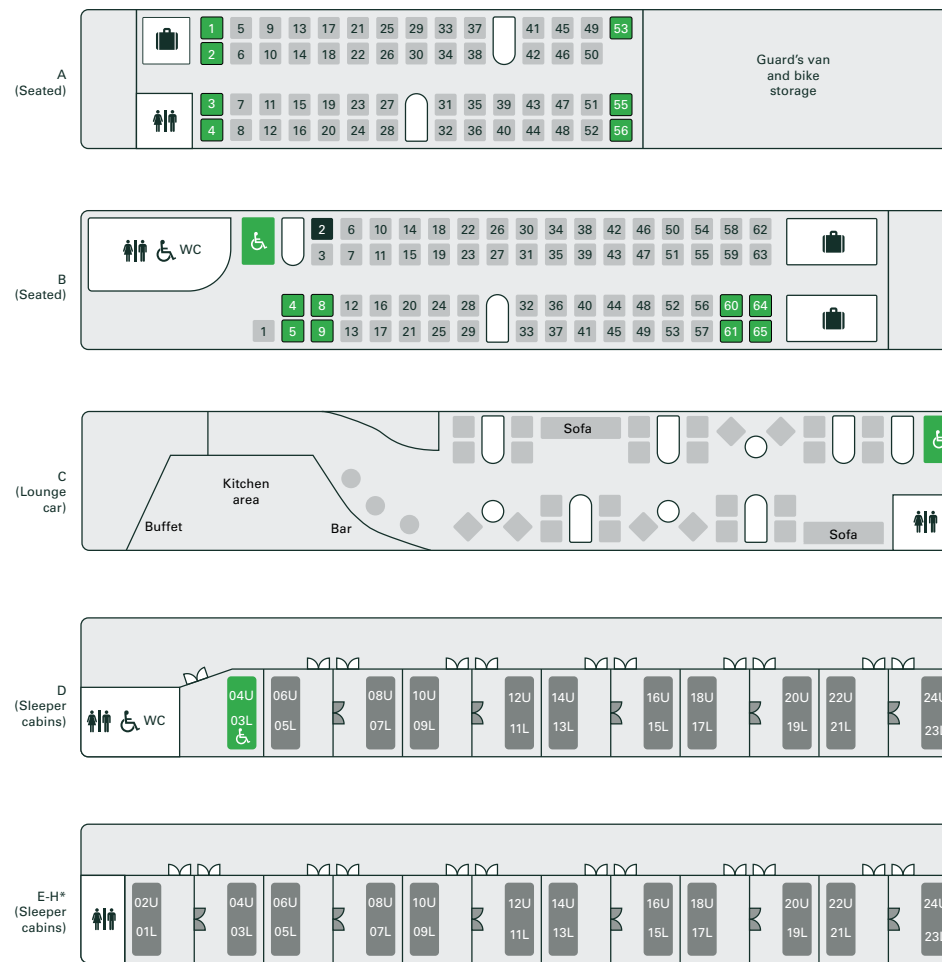 A
(Seated)
1 5 9 13 17 21 25 29 33 37 41 45 49 53
2 6 10 14 18 22 26 30 34 38 42 46 50
3 7 11 15 19 23 27 31 35 39 43 47 51 55
4 8 12 16 20 24 28 32 36 40 44 48 52 56
Guard's van
and bike
storage
B
(Seated)
WC
2 6 10 14 18 22 26 30 34 38 42 46 50 54 58 62
3 7 11 15 19 23 27 31 35 39 43 47 51 55 59 63
4 8 12 16 20 24 28 32 36 40 44 48 52 56 60 64
1 5 9 13 17 21 25 29 33 37 41 45 49 53 57 61 65
C
(Lounge
car)
Buffet
Kitchen
area
Bar
Sofa
Sofa
D
(Sleeper
cabins)
WC
04U 06U 08U 10U 12U 14U 16U 18U 20U 22U 24U
03L 05L 07L 09L 11L 13L 15L 17L 19L 21L 23L
E-H*
(Sleeper
cabins)
02U 04U 06U 08U 10U 12U 14U 16U 18U 20U 22U 24U
01L 03L 05L 07L 09L 11L 13L 15L 17L 19L 21L 23L